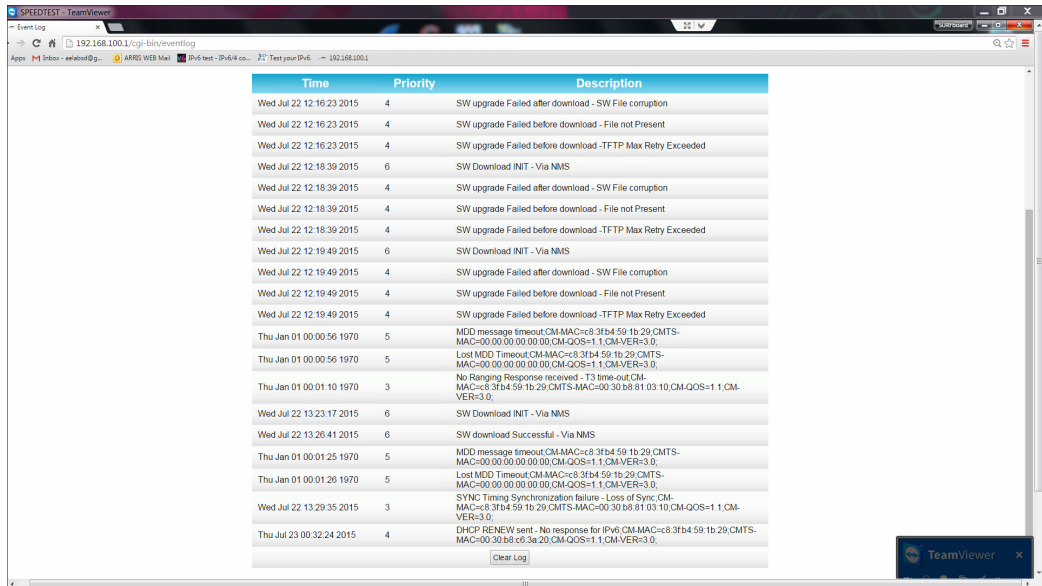 SPEEDTEST - TeamViewer
Event Log
SURFboard
192.168.100.1/cgi-bin/eventlog
Apps Inbox - aelabsd@g... ARRIS WEB Mail IPv6 test - IPv6/4 co... Test your IPv6. 192.168.100.1
Time Priority Description
Wed Jul 22 12:16:23 2015 4 SW upgrade Failed after download - SW File corruption
Wed Jul 22 12:16:23 2015 4 SW upgrade Failed before download - File not Present
Wed Jul 22 12:16:23 2015 4 SW upgrade Failed before download -TFTP Max Retry Exceeded
Wed Jul 22 12:18:39 2015 6 SW Download INIT - Via NMS
Wed Jul 22 12:18:39 2015 4 SW upgrade Failed after download - SW File corruption
Wed Jul 22 12:18:39 2015 4 SW upgrade Failed before download - File not Present
Wed Jul 22 12:18:39 2015 4 SW upgrade Failed before download -TFTP Max Retry Exceeded
Wed Jul 22 12:19:49 2015 6 SW Download INIT - Via NMS
Wed Jul 22 12:19:49 2015 4 SW upgrade Failed after download - SW File corruption
Wed Jul 22 12:19:49 2015 4 SW upgrade Failed before download - File not Present
Wed Jul 22 12:19:49 2015 4 SW upgrade Failed before download -TFTP Max Retry Exceeded
Thu Jan 01 00:00:56 1970 5 MDD message timeout;CM-MAC=c8:3f:b4:59:1b:29;CMTS-
MAC=00:00:00:00:00:00;CM-QOS=1.1;CM-VER=3.0;
Thu Jan 01 00:00:56 1970 5 Lost MDD Timeout;CM-MAC=c8:3f:b4:59:1b:29;CMTS-
MAC=00:00:00:00:00:00;CM-QOS=1.1;CM-VER=3.0;
Thu Jan 01 00:01:10 1970 3 No Ranging Response received - T3 time-out;CM-
MAC=c8:3f:b4:59:1b:29;CMTS-MAC=00:30:b8:81:03:10;CM-QOS=1.1;CM-
VER=3.0;
Wed Jul 22 13:23:17 2015 6 SW Download INIT - Via NMS
Wed Jul 22 13:26:41 2015 6 SW download Successful - Via NMS
Thu Jan 01 00:01:25 1970 5 MDD message timeout;CM-MAC=c8:3f:b4:59:1b:29;CMTS-
MAC=00:00:00:00:00:00;CM-QOS=1.1;CM-VER=3.0;
Thu Jan 01 00:01:26 1970 5 Lost MDD Timeout;CM-MAC=c8:3f:b4:59:1b:29;CMTS-
MAC=00:00:00:00:00:00;CM-QOS=1.1;CM-VER=3.0;
Wed Jul 22 13:29:35 2015 3 SYNC Timing Synchronization failure - Loss of Sync;CM-
MAC=c8:3f:b4:59:1b:29;CMTS-MAC=00:30:b8:81:03:10;CM-QOS=1.1;CM-
VER=3.0;
Thu Jul 23 00:32:24 2015 4 DHCP RENEW sent - No response for IPv6;CM-MAC=c8:3f:b4:59:1b:29;CMTS-
MAC=00:30:b8:c6:3a:20;CM-QOS=1.1;CM-VER=3.0;
Clear Log
TeamViewer